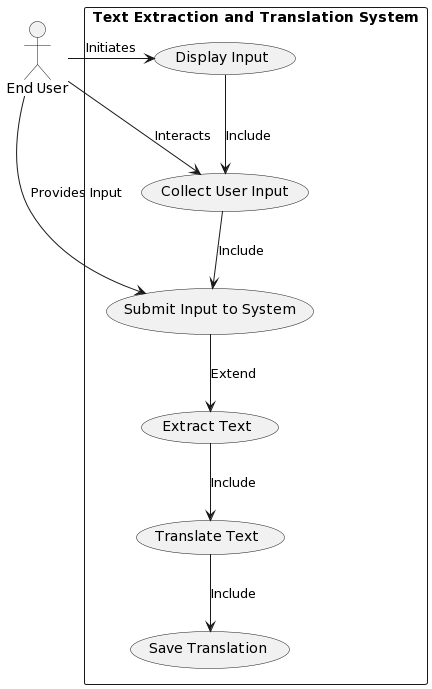 Text Extraction and Translation System
Initiates
Display Input
End User
Interacts
Include
Provides Input
Collect User Input
Include
Submit Input to System
Extend
Extract Text
Include
Translate Text
Include
Save Translation